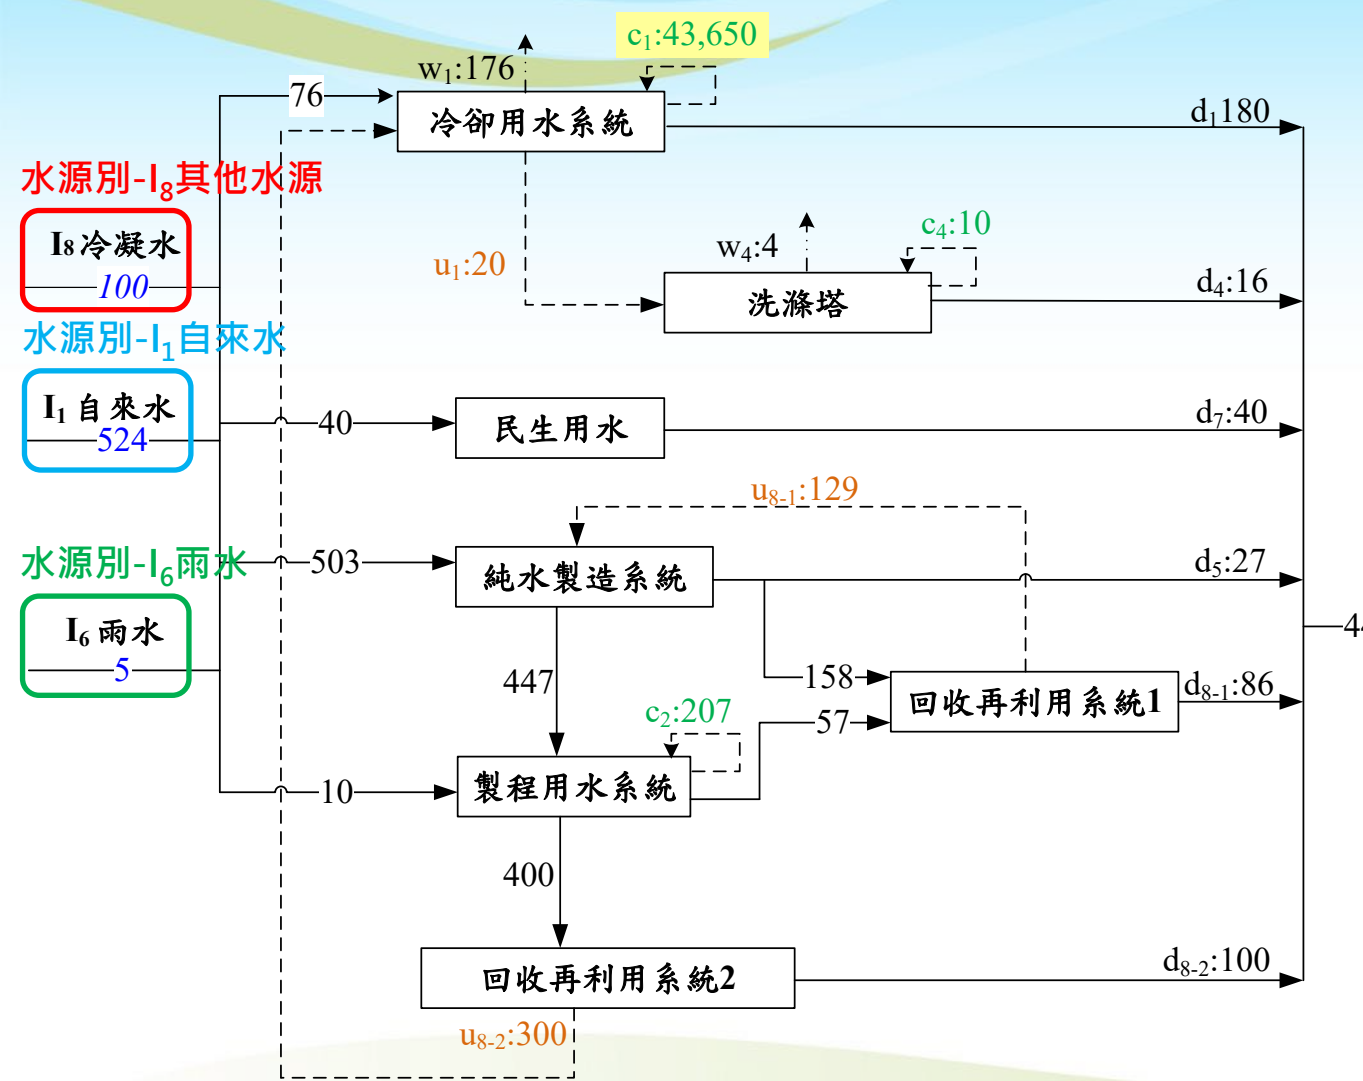 c₁:43,650
w₁:176
76
冷卻用水系統
d₁180
水源別-I₈其他水源
I₈冷凝水
100
u₁:20
w₄:4
c₄:10
洗滌塔
d₄:16
水源別-I₁自來水
I₁ 自來水
524
40
民生用水
d₇:40
u₈₋₁:129
水源別-I₆雨水
503
純水製造系統
d₅:27
I₆ 雨水
5
447
158
回收再利用系統1
d₈₋₁:86
c₂:207
57
10
製程用水系統
400
回收再利用系統2
d₈₋₂:100
u₈₋₂:300